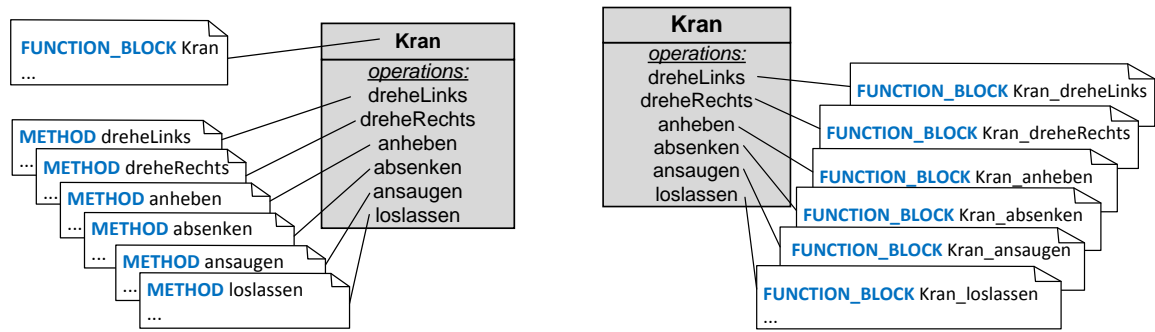 FUNCTION_BLOCK Kran
...
Kran
operations:
dreheLinks
dreheRechts
anheben
absenken
ansaugen
loslassen
METHOD dreheLinks
...
METHOD dreheRechts
...
METHOD anheben
...
METHOD absenken
...
METHOD ansaugen
...
METHOD loslassen
...
Kran
operations:
dreheLinks
dreheRechts
anheben
absenken
ansaugen
loslassen
FUNCTION_BLOCK Kran_dreheLinks
FUNCTION_BLOCK Kran_dreheRechts
FUNCTION_BLOCK Kran_anheben
FUNCTION_BLOCK Kran_absenken
FUNCTION_BLOCK Kran_ansaugen
FUNCTION_BLOCK Kran_loslassen
...